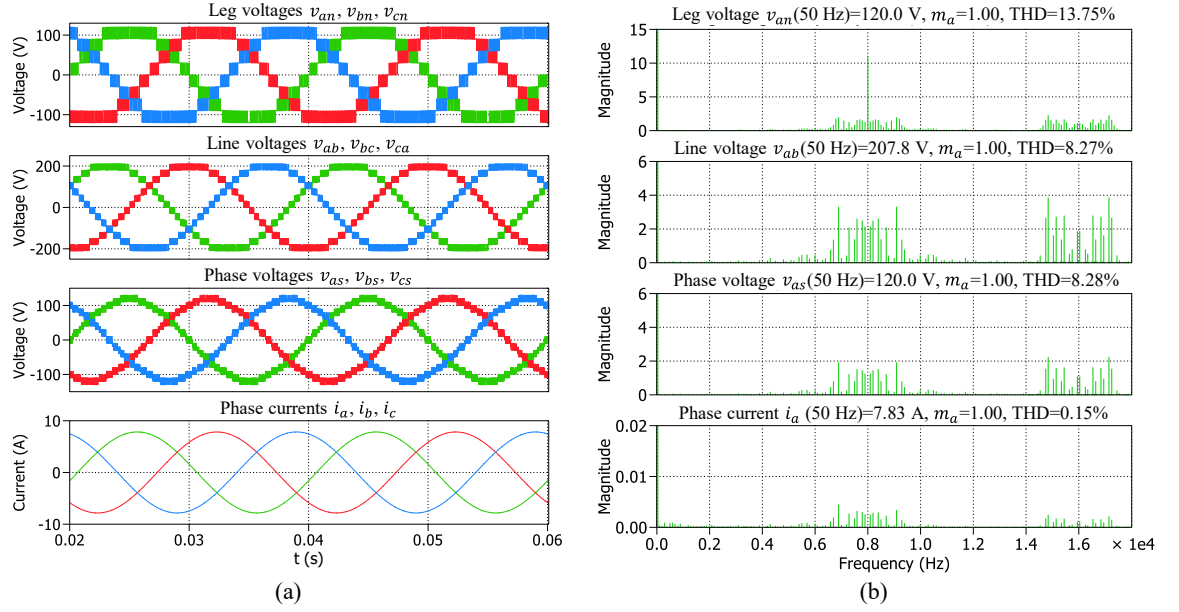 Leg voltages v_an, v_bn, v_cn
Voltage (V)
100
0
-100
Line voltages v_ab, v_bc, v_ca
Voltage (V)
200
0
-200
Phase voltages v_as, v_bs, v_cs
Voltage (V)
100
0
-100
Phase currents i_a, i_b, i_c
Current (A)
10
0
-10
0.02 0.03 0.04 0.05 0.06
t (s)
(a)
Leg voltage v_an(50 Hz)=120.0 V, m_a=1.00, THD=13.75%
Magnitude
15
10
5
0
Line voltage v_ab(50 Hz)=207.8 V, m_a=1.00, THD=8.27%
Magnitude
6
4
2
0
Phase voltage v_as(50 Hz)=120.0 V, m_a=1.00, THD=8.28%
Magnitude
6
4
2
0
Phase current i_a (50 Hz)=7.83 A, m_a=1.00, THD=0.15%
Magnitude
0.02
0.01
0.00
0.0 0.2 0.4 0.6 0.8 1.0 1.2 1.4 1.6 × 1e4
Frequency (Hz)
(b)